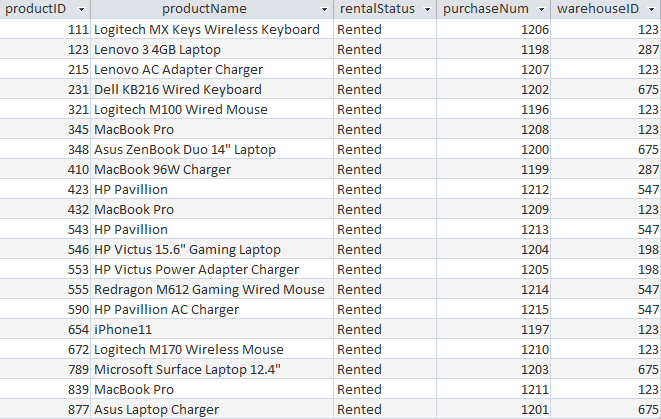 productID productName rentalStatus purchaseNum warehouseID
111 Logitech MX Keys Wireless Keyboard Rented 1206 123
123 Lenovo 3 4GB Laptop Rented 1198 287
215 Lenovo AC Adapter Charger Rented 1207 123
231 Dell KB216 Wired Keyboard Rented 1202 675
321 Logitech M100 Wired Mouse Rented 1196 123
345 MacBook Pro Rented 1208 123
348 Asus ZenBook Duo 14" Laptop Rented 1200 675
410 MacBook 96W Charger Rented 1199 287
423 HP Pavillion Rented 1212 547
432 MacBook Pro Rented 1209 123
543 HP Pavillion Rented 1213 547
546 HP Victus 15.6" Gaming Laptop Rented 1204 198
553 HP Victus Power Adapter Charger Rented 1205 198
555 Redragon M612 Gaming Wired Mouse Rented 1214 547
590 HP Pavillion AC Charger Rented 1215 547
654 iPhone11 Rented 1197 123
672 Logitech M170 Wireless Mouse Rented 1210 123
789 Microsoft Surface Laptop 12.4" Rented 1203 675
839 MacBook Pro Rented 1211 123
877 Asus Laptop Charger Rented 1201 675